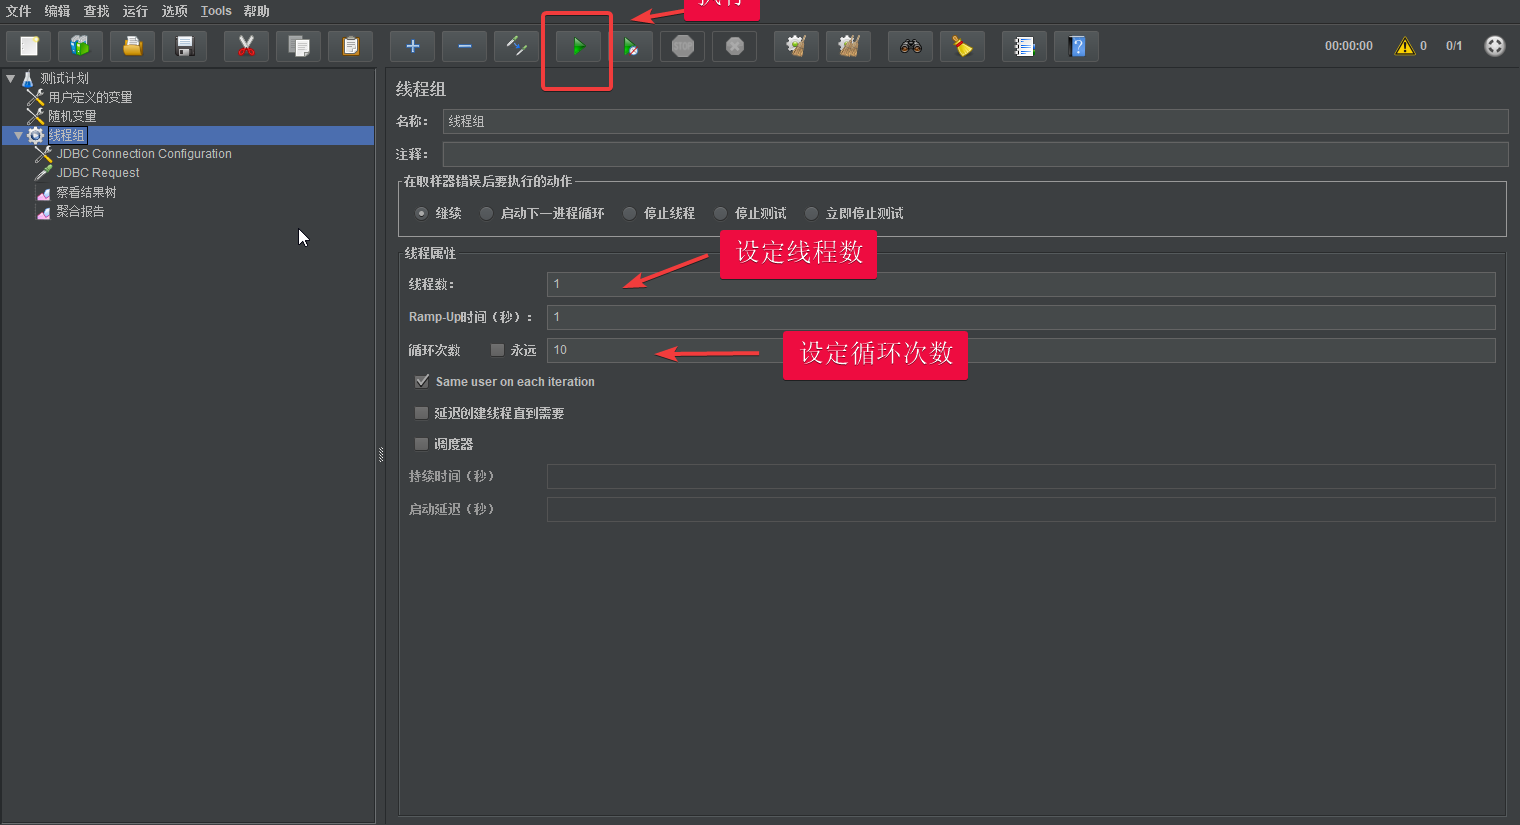 文件 编辑 查找 运行 选项 Tools 帮助
执行
STOP
00:00:00 0 0/1
测试计划
用户定义的变量
随机变量
线程组
JDBC Connection Configuration
JDBC Request
察看结果树
聚合报告
线程组
名称： 线程组
注释：
在取样器错误后要执行的动作
继续 启动下一进程循环 停止线程 停止测试 立即停止测试
线程属性
设定线程数
线程数： 1
Ramp-Up时间（秒）： 1
循环次数 永远 10
设定循环次数
Same user on each iteration
延迟创建线程直到需要
调度器
持续时间（秒）
启动延迟（秒）